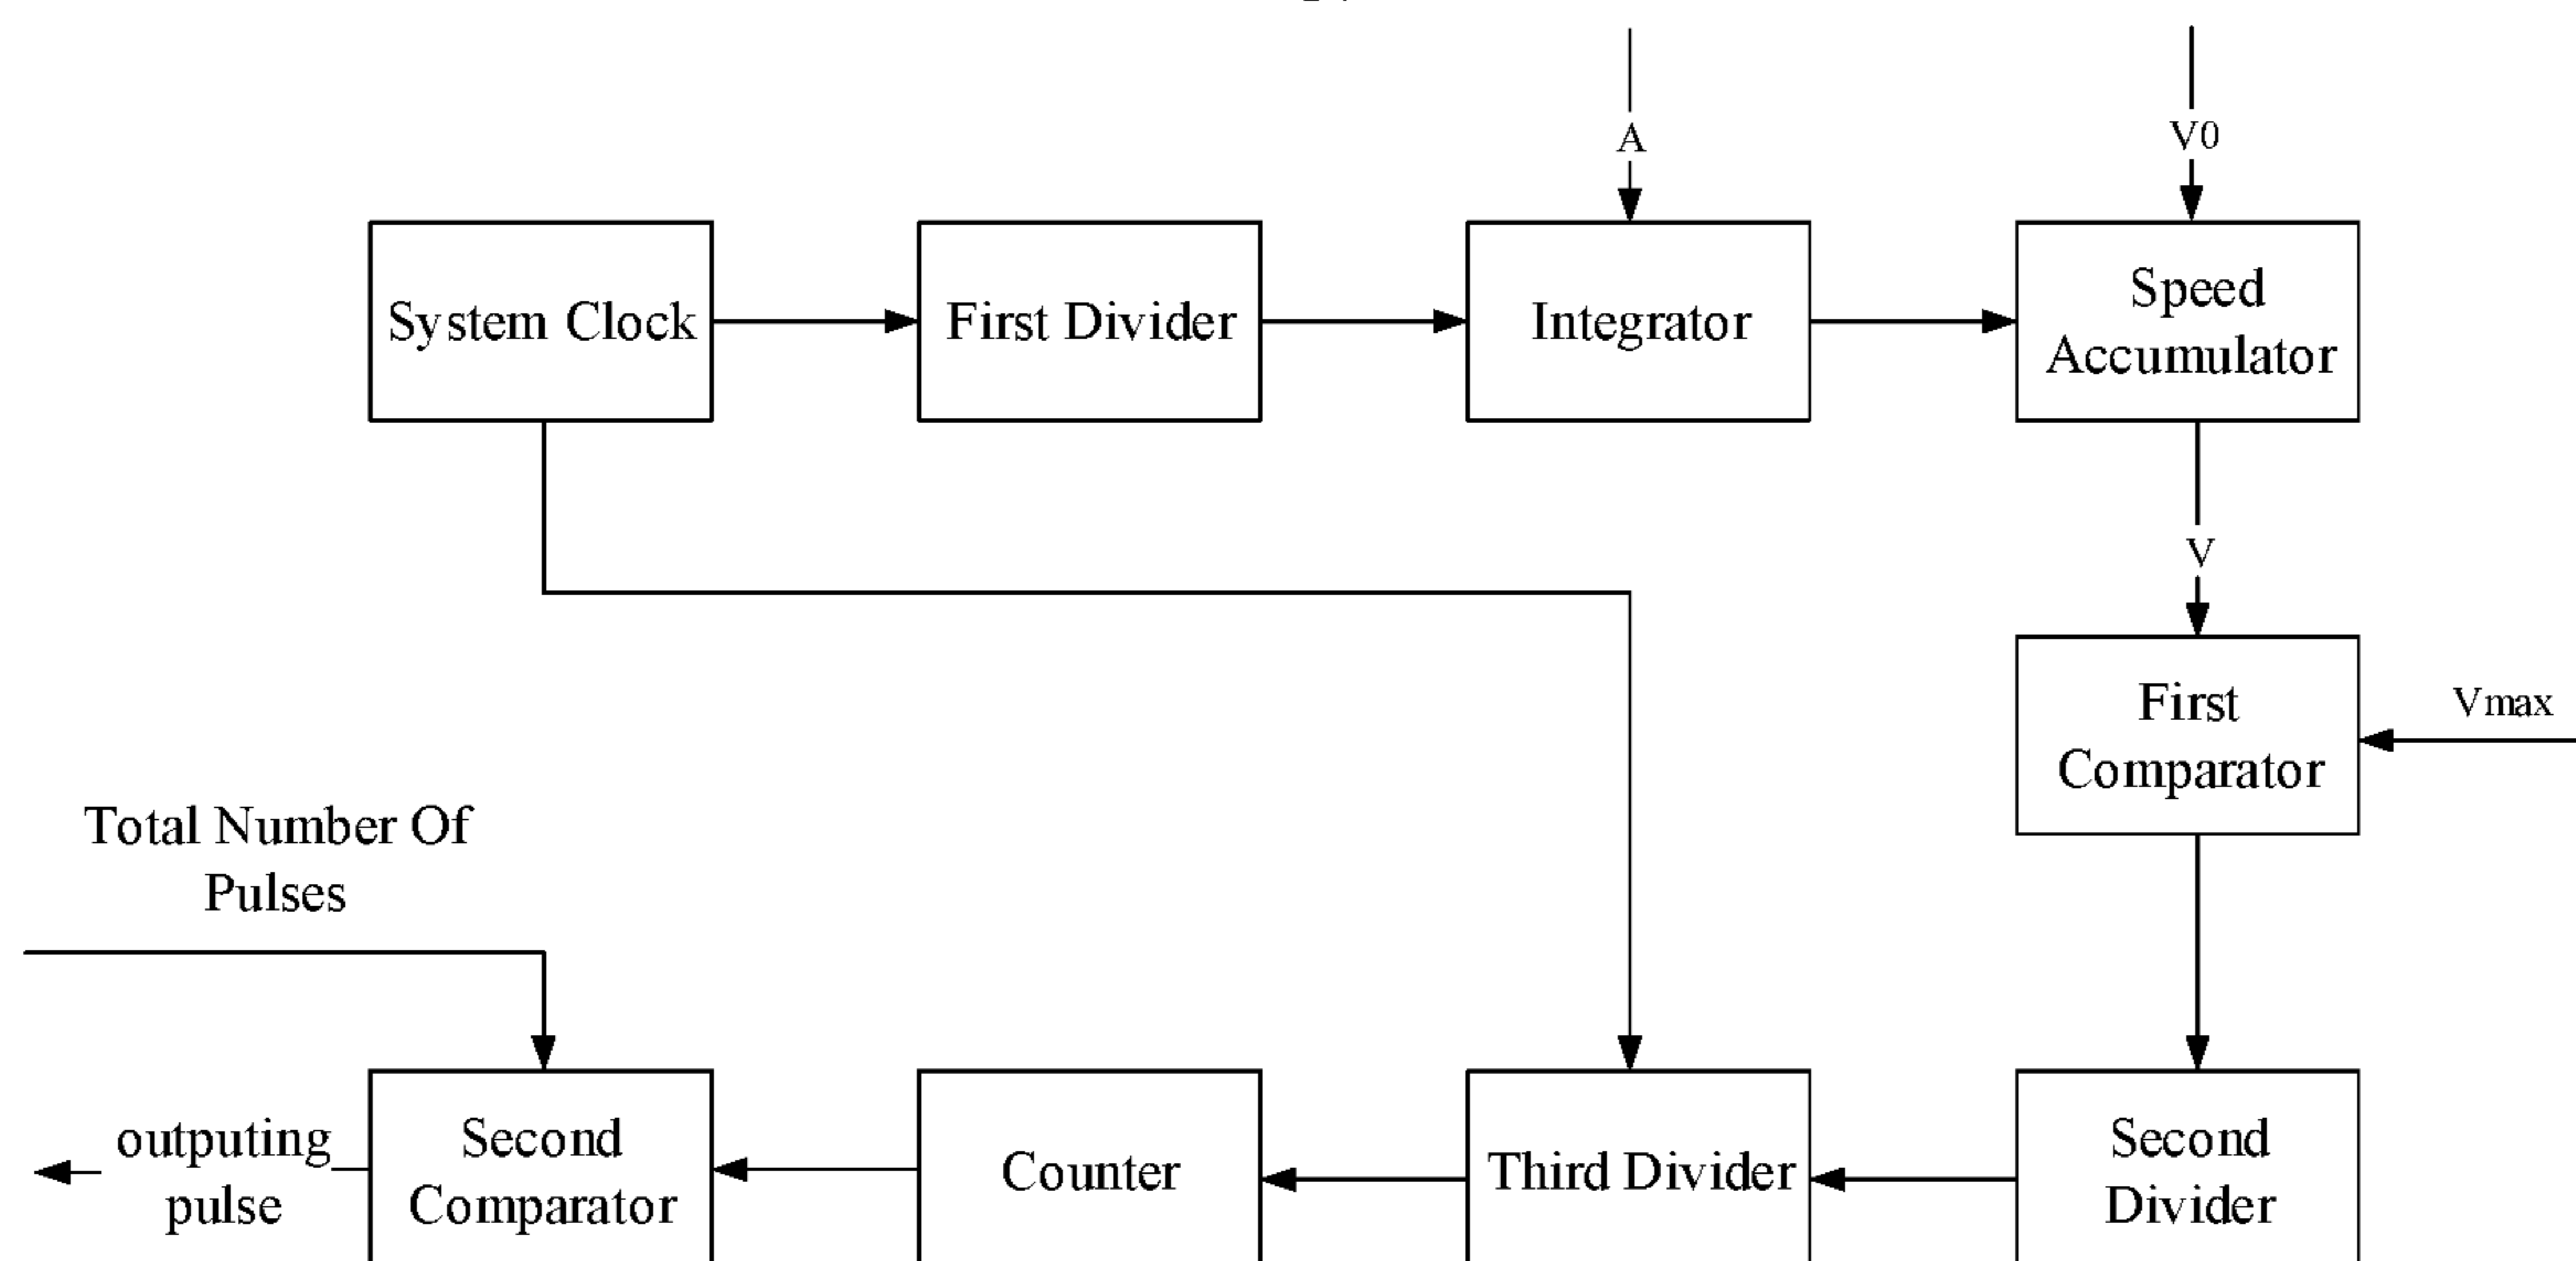 A
V0
System Clock
First Divider
Integrator
Speed
Accumulator
V
First
Comparator
Vmax
Total Number Of
Pulses
outputing
pulse
Second
Comparator
Counter
Third Divider
Second
Divider